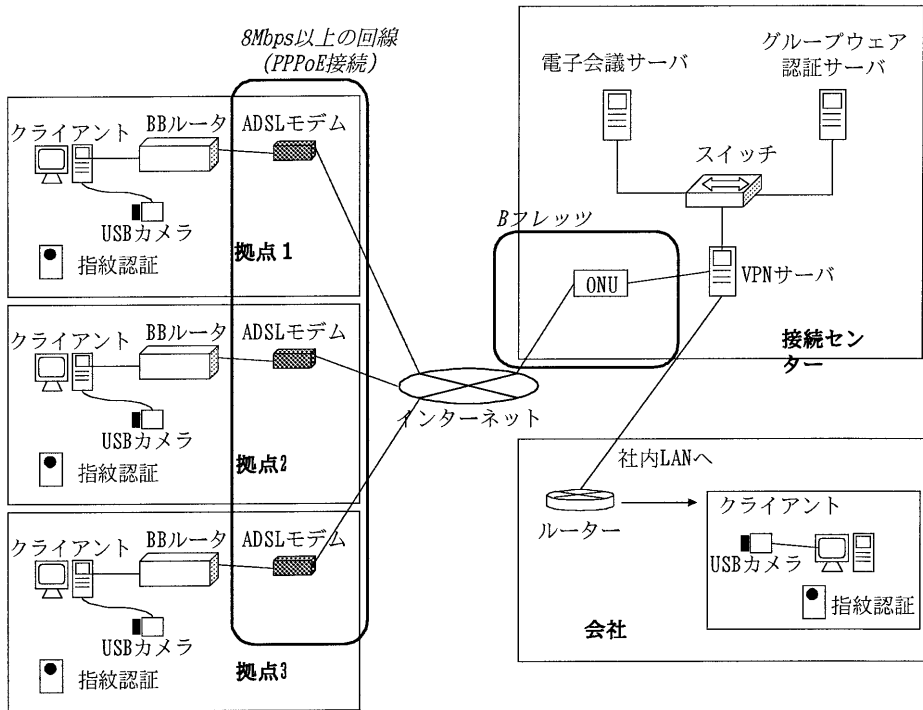 8Mbps以上の回線
(PPPoE接続)
クライアント
BBルータ
ADSLモデム
USBカメラ
指紋認証
拠点1
クライアント
BBルータ
ADSLモデム
USBカメラ
指紋認証
拠点2
クライアント
BBルータ
ADSLモデム
USBカメラ
指紋認証
拠点3
インターネット
電子会議サーバ
グループウェア
認証サーバ
スイッチ
Bフレッツ
ONU
VPNサーバ
接続セン
ター
社内LANへ
ルーター
クライアント
USBカメラ
指紋認証
会社